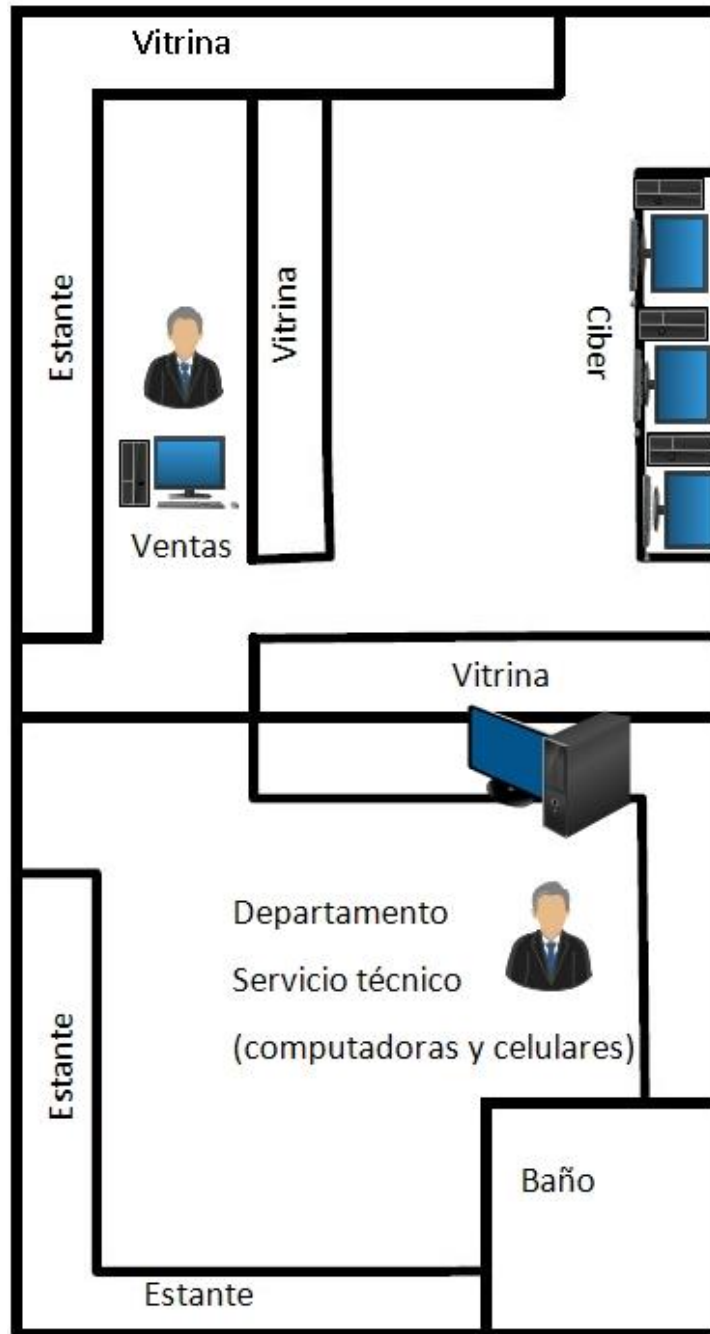 Vitrina
Estante
Vitrina
Ciber
Ventas
Vitrina
Departamento
Servicio técnico
(computadoras y celulares)
Estante
Baño
Estante